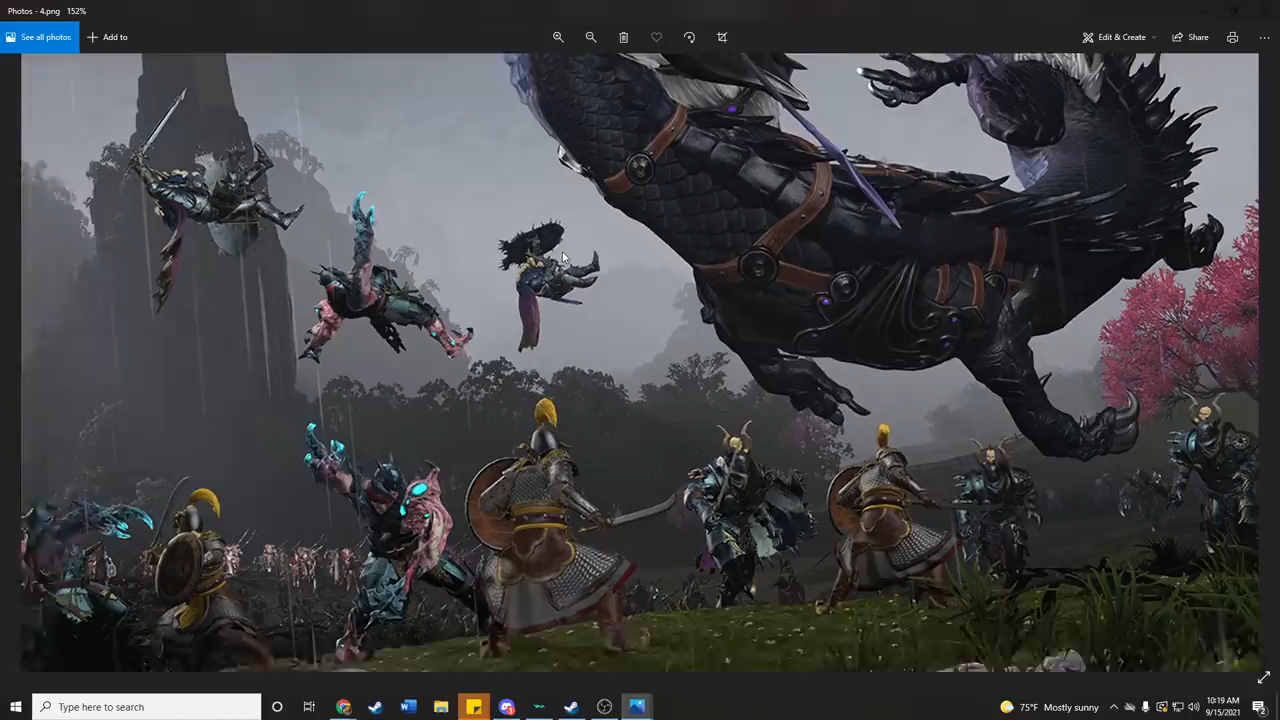 Photos - 4.png 152%
See all photos
Add to
Edit & Create
Share
Type here to search
75°F Mostly sunny
10:19 AM
9/15/2021
2